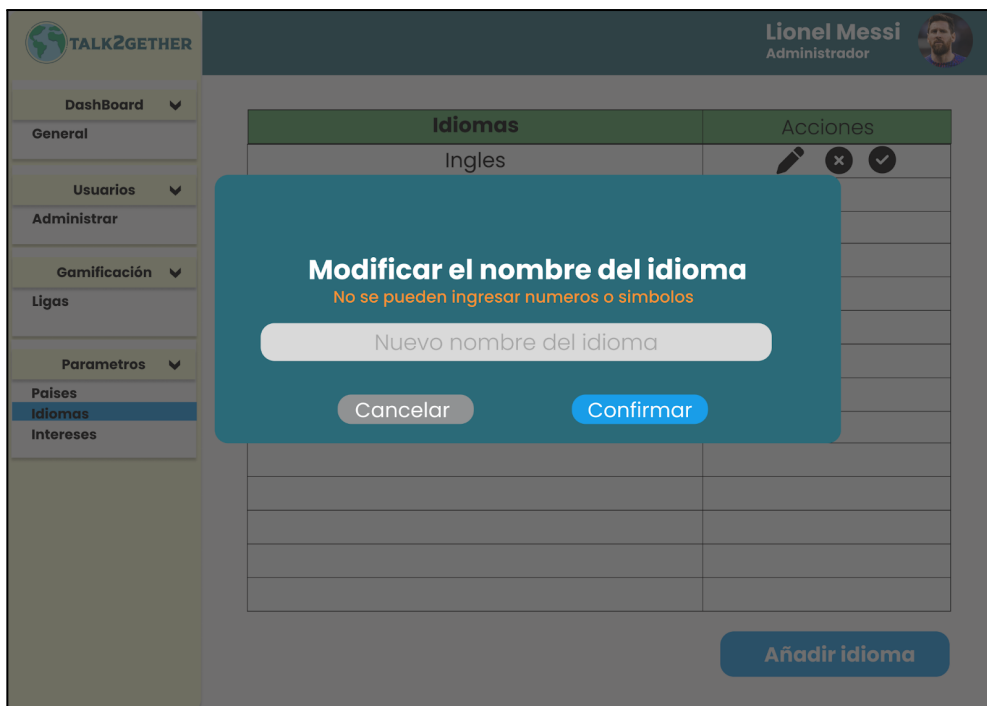 TALK2GETHER
Lionel Messi
Administrador
DashBoard
General
Usuarios
Administrar
Gamificación
Ligas
Parametros
Paises
Idiomas
Intereses
Idiomas Acciones
Ingles
Modificar el nombre del idioma
No se pueden ingresar numeros o simbolos
Nuevo nombre del idioma
Cancelar Confirmar
Añadir idioma